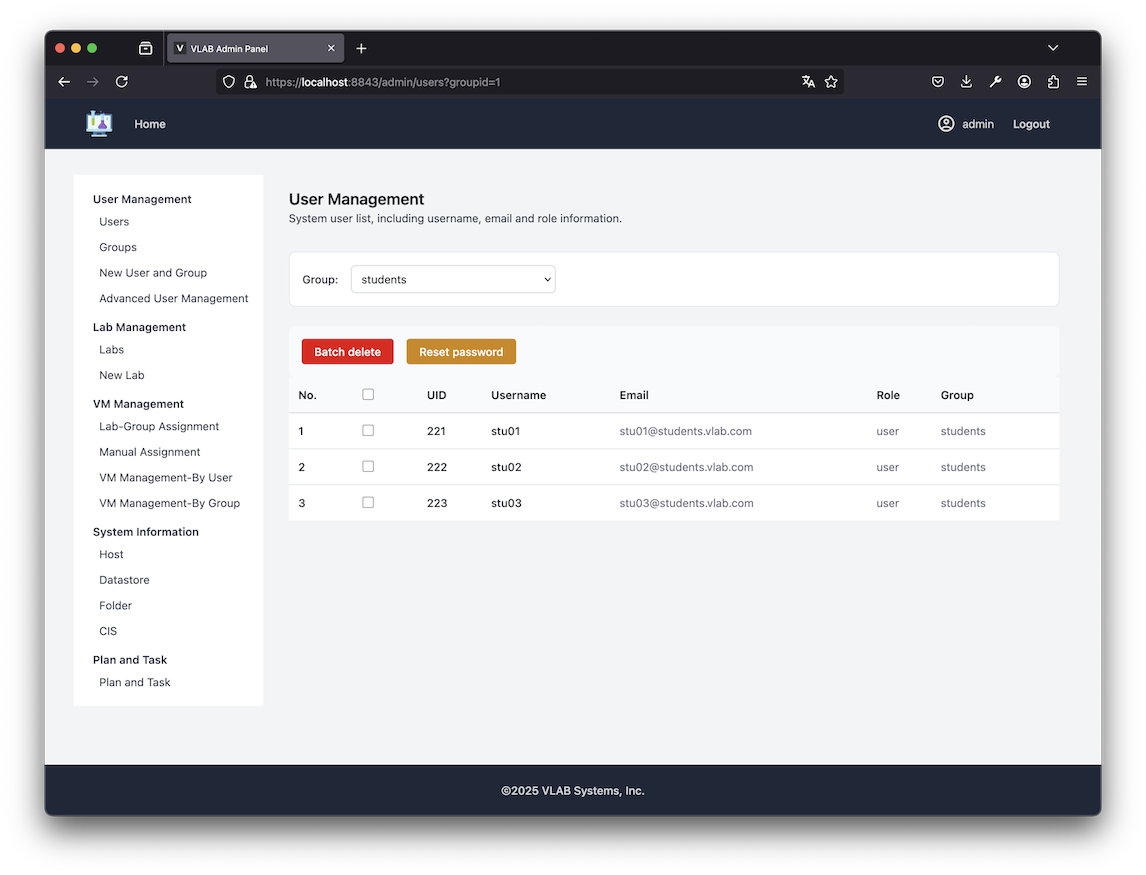 V VLAB Admin Panel
https://localhost:8843/admin/users?groupid=1
Home
admin
Logout
User Management
Users
Groups
New User and Group
Advanced User Management
Lab Management
Labs
New Lab
VM Management
Lab-Group Assignment
Manual Assignment
VM Management-By User
VM Management-By Group
System Information
Host
Datastore
Folder
CIS
Plan and Task
Plan and Task
User Management
System user list, including username, email and role information.
Group: students
Batch delete Reset password
No. UID Username Email Role Group
1 221 stu01 stu01@students.vlab.com user students
2 222 stu02 stu02@students.vlab.com user students
3 223 stu03 stu03@students.vlab.com user students
©2025 VLAB Systems, Inc.